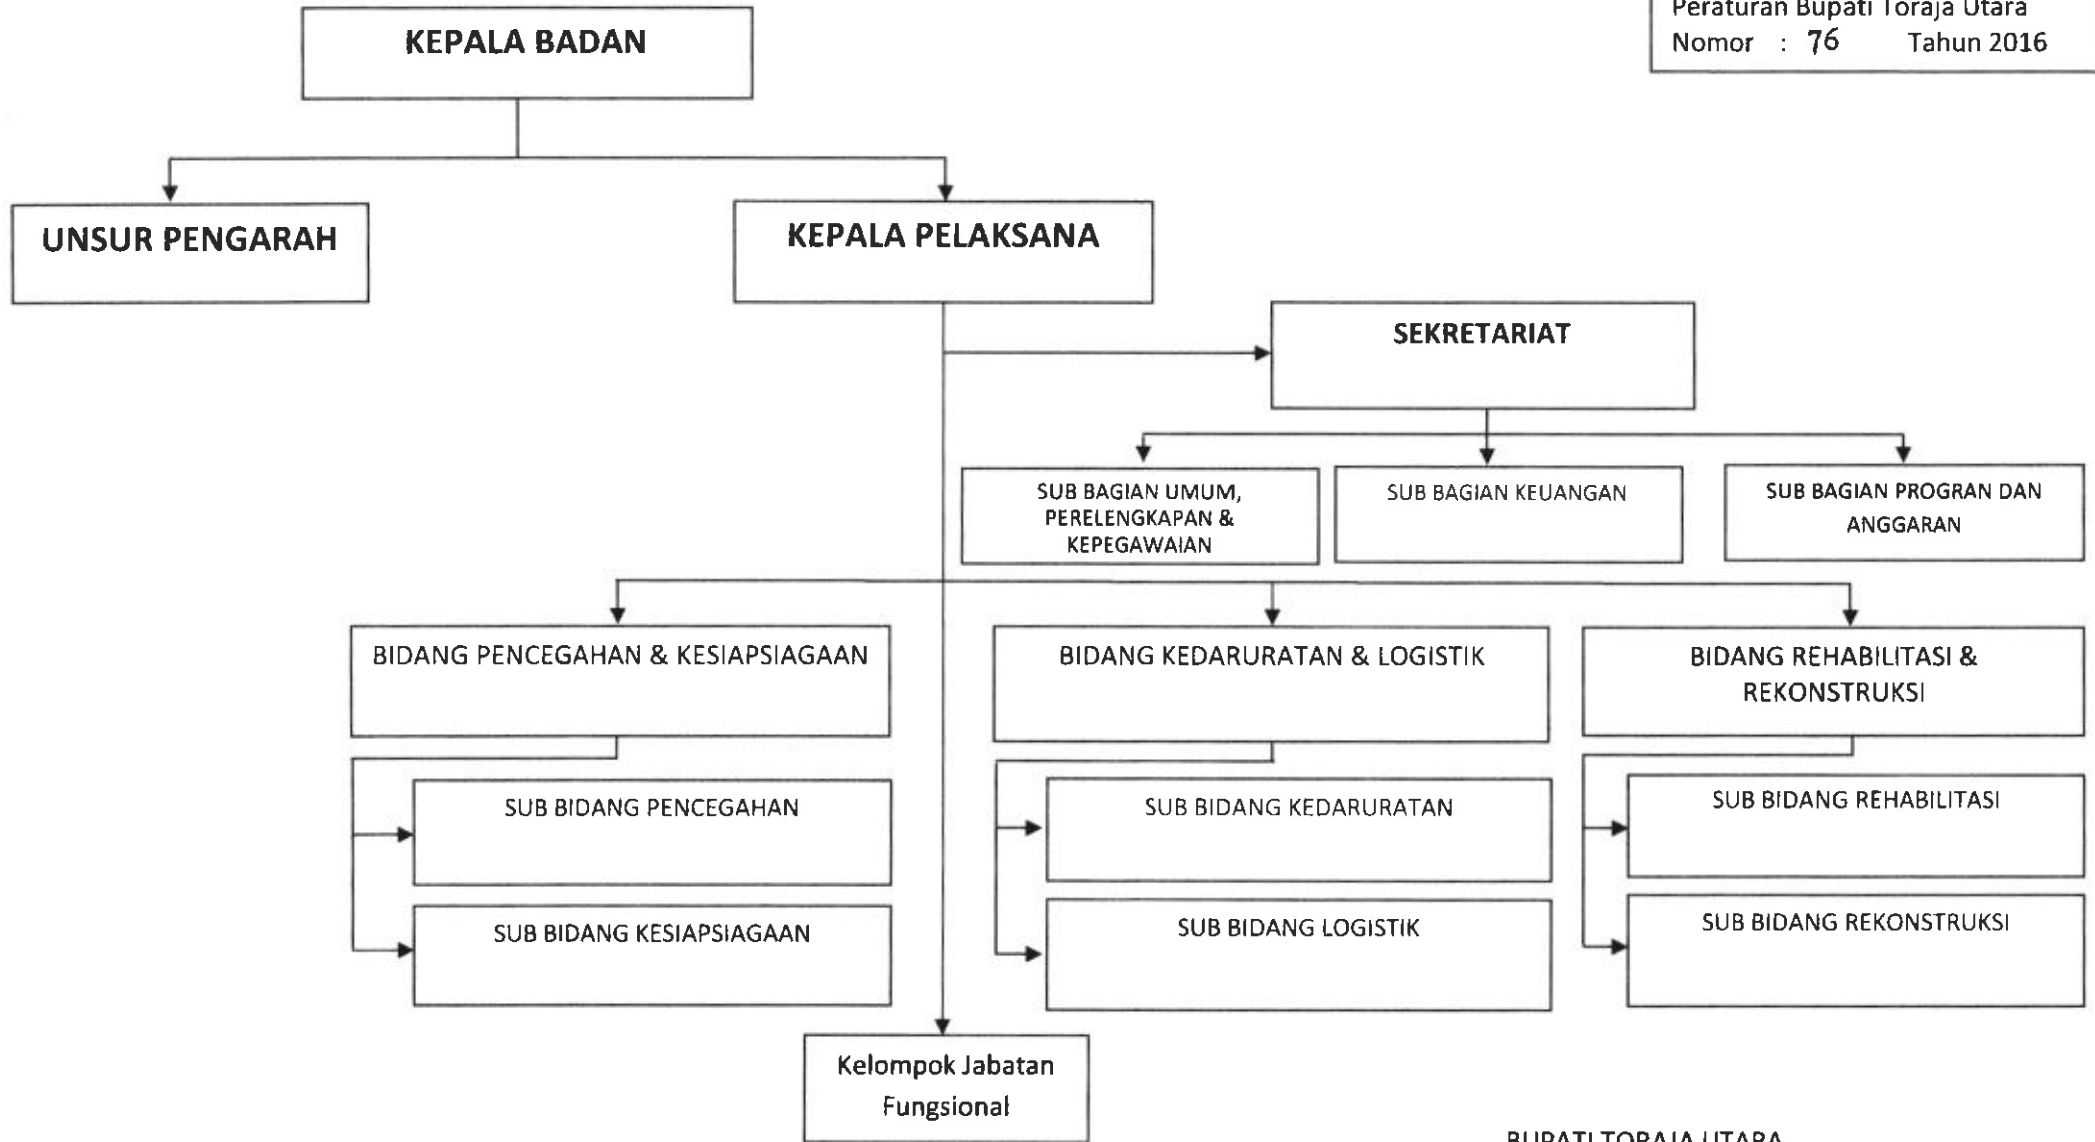 Peraturan Bupati Toraja Utara
Nomor : 76 Tahun 2016
KEPALA BADAN
UNSUR PENGARAH
KEPALA PELAKSANA
SEKRETARIAT
SUB BAGIAN UMUM,
PERELENGKAPAN &
KEPEGAWAIAN
SUB BAGIAN KEUANGAN
SUB BAGIAN PROGRAN DAN
ANGGARAN
BIDANG PENCEGAHAN & KESIAPSIAGAAN
BIDANG KEDARURATAN & LOGISTIK
BIDANG REHABILITASI &
REKONSTRUKSI
SUB BIDANG PENCEGAHAN
SUB BIDANG KEDARURATAN
SUB BIDANG REHABILITASI
SUB BIDANG KESIAPSIAGAAN
SUB BIDANG LOGISTIK
SUB BIDANG REKONSTRUKSI
Kelompok Jabatan
Fungsional
BUPATI TORAJA UTARA